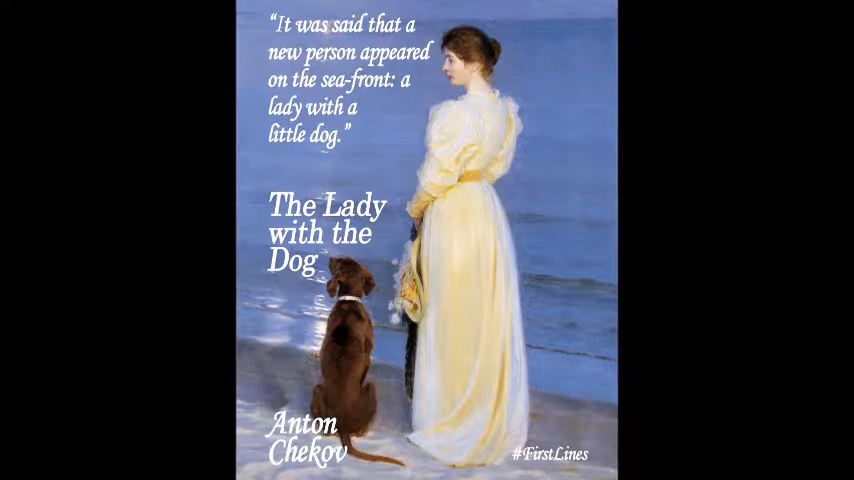 “It was said that a
new person appeared
on the sea-front: a
lady with a
little dog.”
The Lady
with the
Dog
Anton
Chekov
#FirstLines